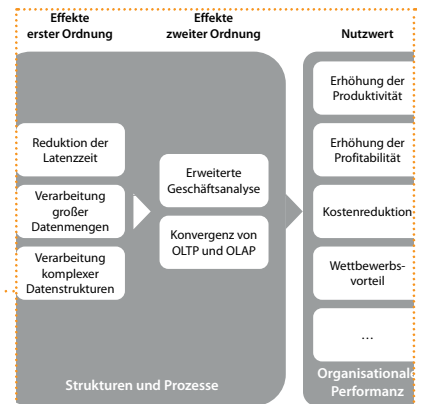 Effekte
erster Ordnung
Effekte
zweiter Ordnung
Nutzwert
Reduktion der
Latenzzeit
Verarbeitung
großer
Datenmengen
Verarbeitung
komplexer
Datenstrukturen
Erweiterte
Geschäftsanalyse
Konvergenz von
OLTP und OLAP
Strukturen und Prozesse
Erhöhung der
Produktivität
Erhöhung der
Profitabilität
Kostenreduktion
Wettbewerbs-
vorteil
...
Organisationale
Performanz